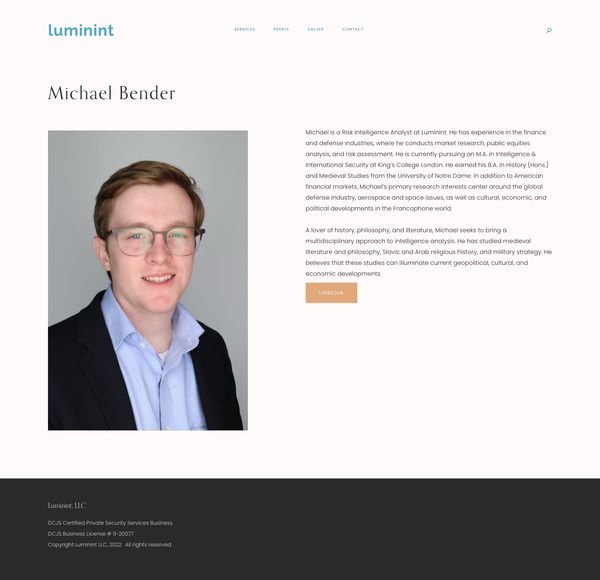 luminint
SERVICES PEOPLE VALUES CONTACT
Michael Bender
Michael is a Risk Intelligence Analyst at Luminint. He has experience in the finance
and defense industries, where he conducts market research, public equities
analysis, and risk assessment. He is currently pursuing an M.A. in Intelligence &
International Security at King's College London. He earned his B.A. in History (Hons.)
and Medieval Studies from the University of Notre Dame. In addition to American
financial markets, Michael's primary research interests center around the global
defense industry, aerospace and space issues, as well as cultural, economic, and
political developments in the Francophone world.
A lover of history, philosophy, and literature, Michael seeks to bring a
multidisciplinary approach to intelligence analysis. He has studied medieval
literature and philosophy, Slavic and Arab religious history, and military strategy. He
believes that these studies can illuminate current geopolitical, cultural, and
economic developments.
LINKEDIN
Luminint, LLC
DCJS Certified Private Security Services Business
DCJS Business License # 11-20077
Copyright Luminint LLC, 2022. All rights reserved.